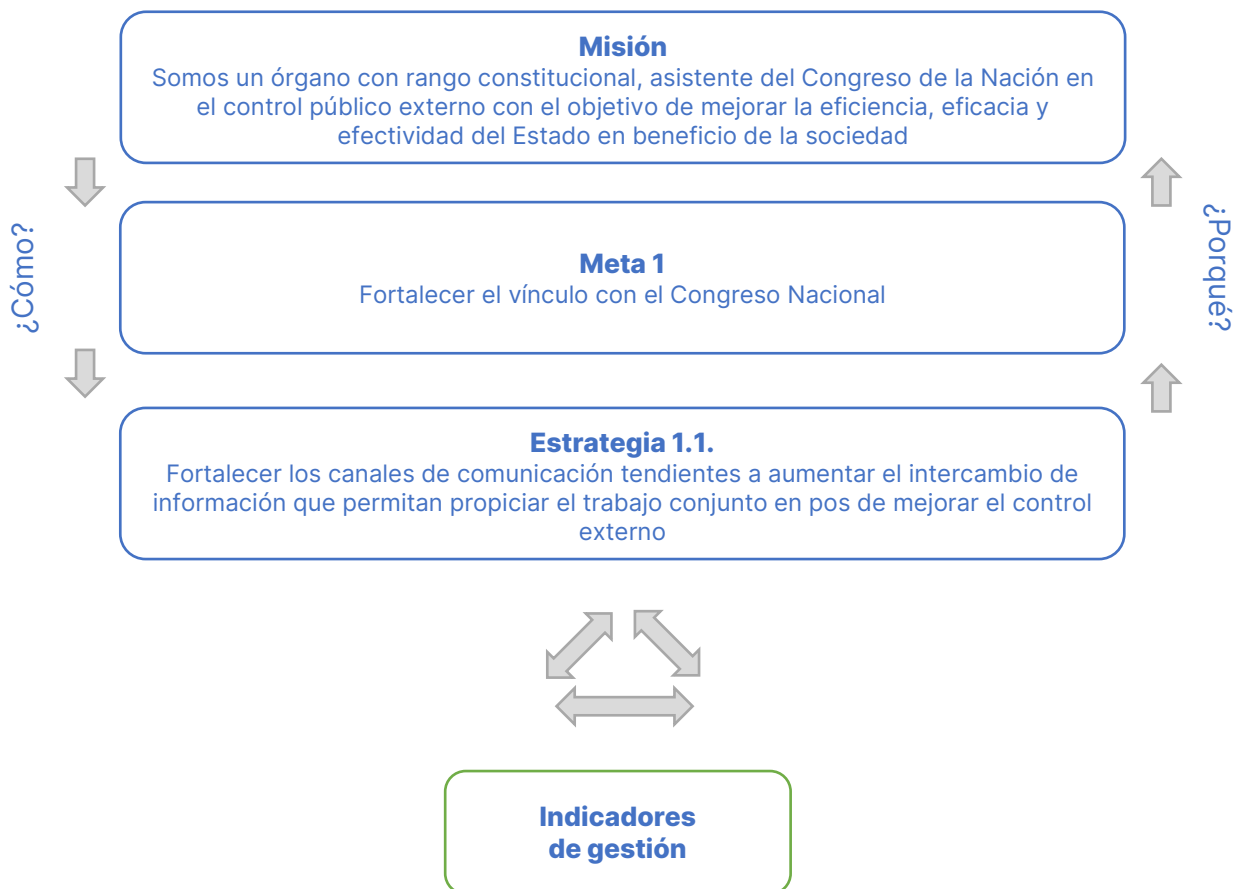 Misión
Somos un órgano con rango constitucional, asistente del Congreso de la Nación en
el control público externo con el objetivo de mejorar la eficiencia, eficacia y
efectividad del Estado en beneficio de la sociedad
¿Cómo?
¿Porqué?
Meta 1
Fortalecer el vínculo con el Congreso Nacional
Estrategia 1.1.
Fortalecer los canales de comunicación tendientes a aumentar el intercambio de
información que permitan propiciar el trabajo conjunto en pos de mejorar el control
externo
Indicadores
de gestión